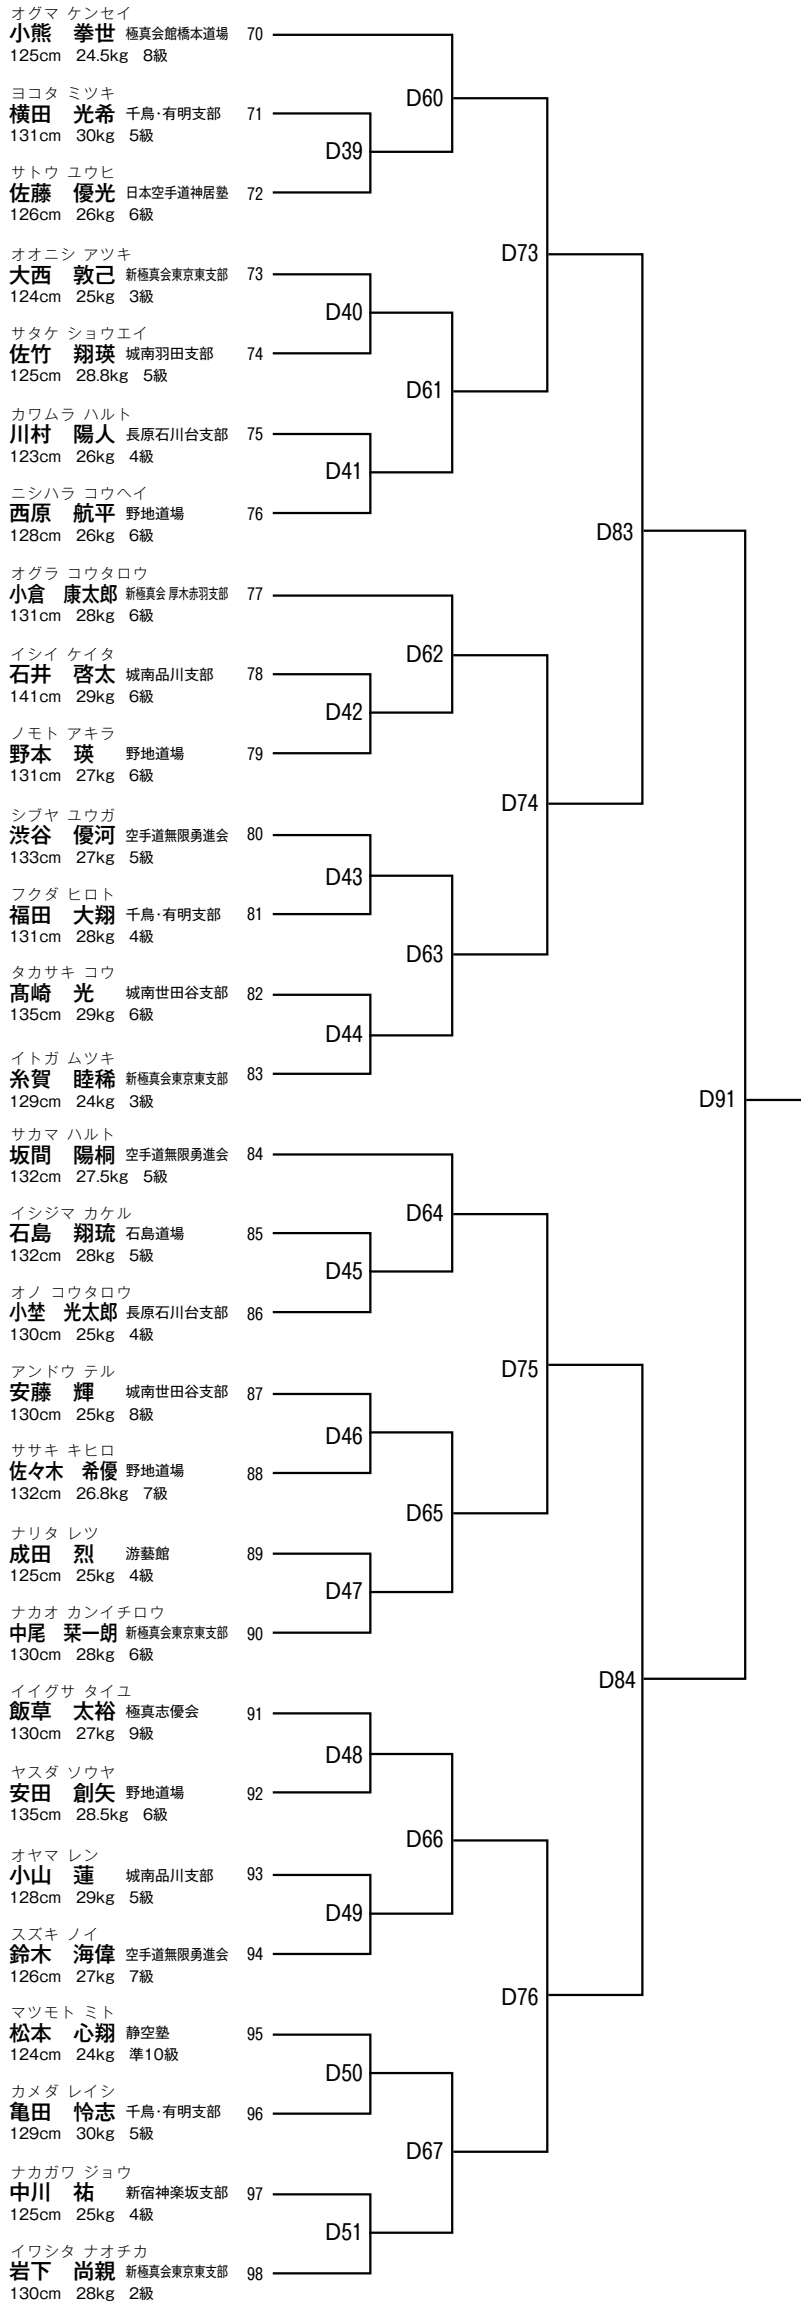 オグマ ケンセイ
小熊　拳世 極真会館橋本道場 70
125cm 24.5kg 8級
D60
ヨコタ ミツキ
横田　光希 千鳥・有明支部 71
131cm 30kg 5級
D39
サトウ ユウヒ
佐藤　優光 日本空手道神居塾 72
126cm 26kg 6級
D73
オオニシ アツキ
大西　敦己 新極真会東京東支部 73
124cm 25kg 3級
D40
サタケ ショウエイ
佐竹　翔瑛 城南羽田支部 74
125cm 28.8kg 5級
D61
カワムラ ハルト
川村　陽人 長原石川台支部 75
123cm 26kg 4級
D41
ニシハラ コウヘイ
西原　航平 野地道場 76
128cm 26kg 6級
D83
オグラ コウタロウ
小倉　康太郎 新極真会 厚木赤羽支部 77
131cm 28kg 6級
D62
イシイ ケイタ
石井　啓太 城南品川支部 78
141cm 29kg 6級
D42
ノモト アキラ
野本　瑛 野地道場 79
131cm 27kg 6級
D74
シブヤ ユウガ
渋谷　優河 空手道無限勇進会 80
133cm 27kg 5級
D43
フクダ ヒロト
福田　大翔 千鳥・有明支部 81
131cm 28kg 4級
D63
タカサキ コウ
髙崎　光 城南世田谷支部 82
135cm 29kg 6級
D44
イトガ ムツキ
糸賀　睦稀 新極真会東京東支部 83
129cm 24kg 3級
D91
サカマ ハルト
坂間　陽桐 空手道無限勇進会 84
132cm 27.5kg 5級
D64
イシジマ カケル
石島　翔琉 石島道場 85
132cm 28kg 5級
D45
オノ コウタロウ
小埜　光太郎 長原石川台支部 86
130cm 25kg 4級
D75
アンドウ テル
安藤　輝 城南世田谷支部 87
130cm 25kg 8級
D46
ササキ キヒロ
佐々木　希優 野地道場 88
132cm 26.8kg 7級
D65
ナリタ レツ
成田　烈 游藝館 89
125cm 25kg 4級
D47
ナカオ カンイチロウ
中尾　栞一朗 新極真会東京東支部 90
130cm 28kg 6級
D84
イイグサ タイユ
飯草　太裕 極真志優会 91
130cm 27kg 9級
D48
ヤスダ ソウヤ
安田　創矢 野地道場 92
135cm 28.5kg 6級
D66
オヤマ レン
小山　蓮 城南品川支部 93
128cm 29kg 5級
D49
スズキ ノイ
鈴木　海偉 空手道無限勇進会 94
126cm 27kg 7級
D76
マツモト ミト
松本　心翔 静空塾 95
124cm 24kg 準10級
D50
カメダ レイシ
亀田　怜志 千鳥・有明支部 96
129cm 30kg 5級
D67
ナカガワ ジョウ
中川　祐 新宿神楽坂支部 97
125cm 25kg 4級
D51
イワシタ ナオチカ
岩下　尚親 新極真会東京東支部 98
130cm 28kg 2級